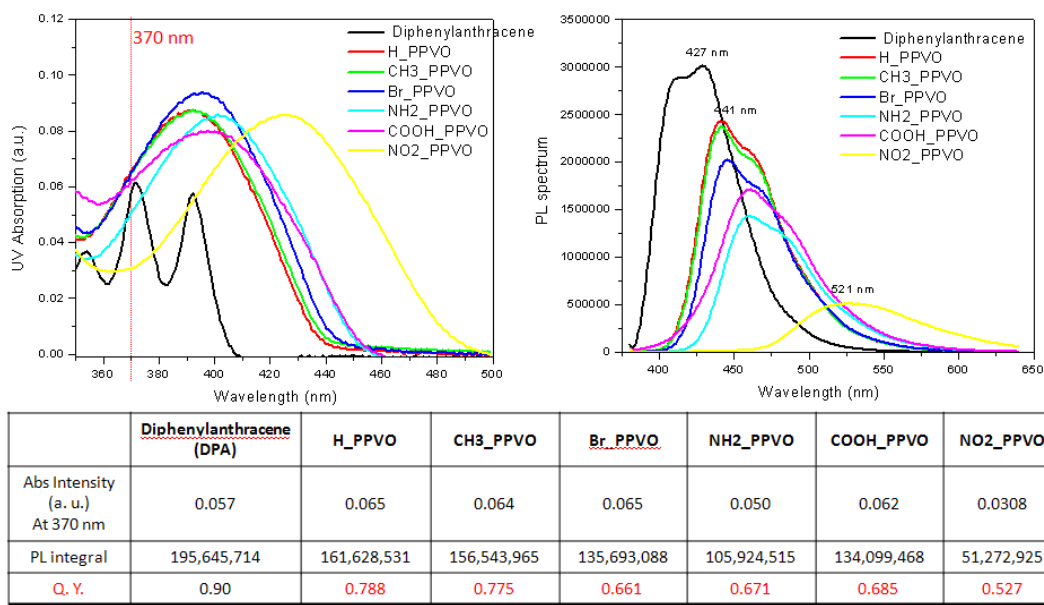 0.12
0.10
0.08
0.06
0.04
0.02
0.00
UV Absorption (a.u.)
370 nm
Diphenylanthracene
H_PPVO
CH3_PPVO
Br_PPVO
NH2_PPVO
COOH_PPVO
NO2_PPVO
360 380 400 420 440 460 480 500
Wavelength (nm)
3500000
3000000
2500000
2000000
1500000
1000000
500000
0
PL spectrum
427 nm
441 nm
521 nm
Diphenylanthracene
H_PPVO
CH3_PPVO
Br_PPVO
NH2_PPVO
COOH_PPVO
NO2_PPVO
400 450 500 550 600 650
Wavelength (nm)
Diphenylanthracene (DPA) H_PPVO CH3_PPVO Br_PPVO NH2_PPVO COOH_PPVO NO2_PPVO
Abs Intensity
(a. u.)
At 370 nm
0.057 0.065 0.064 0.065 0.050 0.062 0.0308
PL integral 195,645,714 161,628,531 156,543,965 135,693,088 105,924,515 134,099,468 51,272,925
Q. Y. 0.90 0.788 0.775 0.661 0.671 0.685 0.527